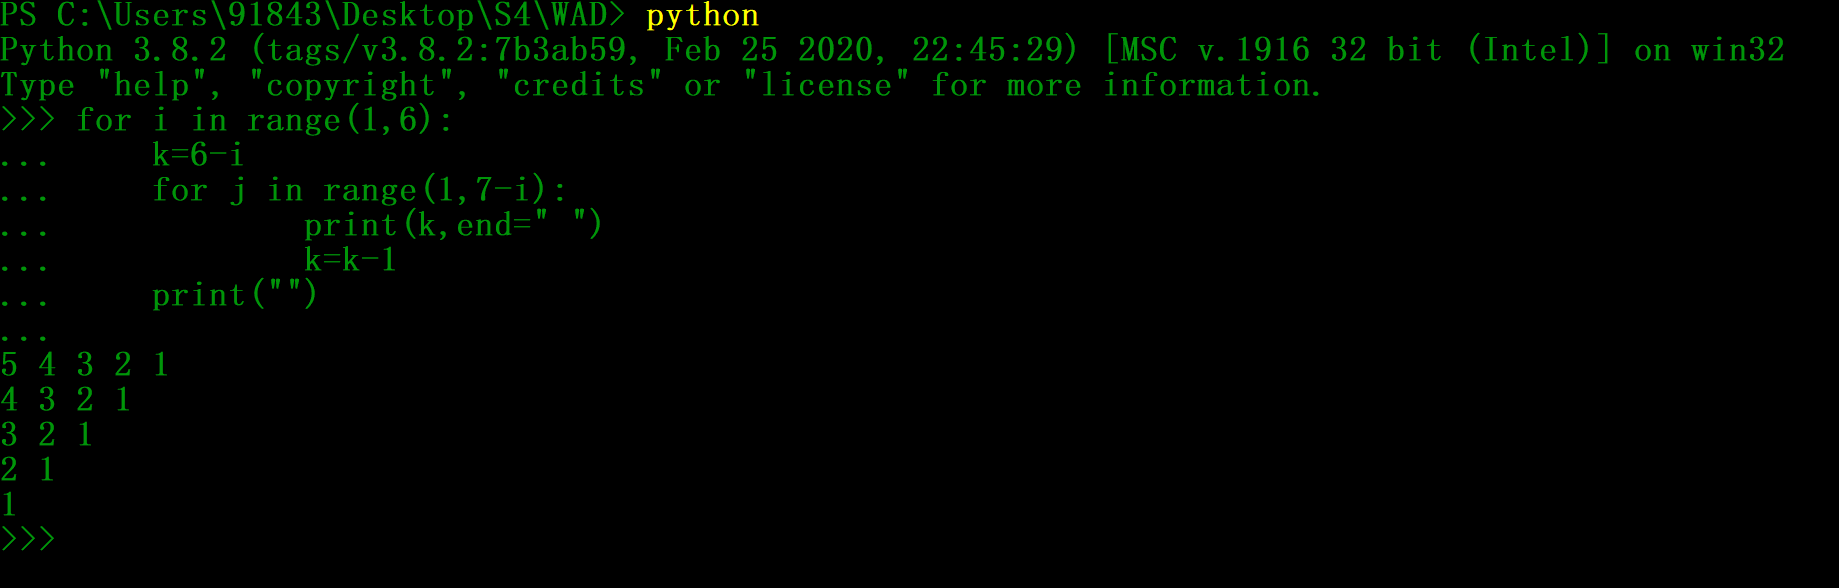 PS C:\Users\91843\Desktop\S4\WAD> python
Python 3.8.2 (tags/v3.8.2:7b3ab59, Feb 25 2020, 22:45:29) [MSC v.1916 32 bit (Intel)] on win32
Type "help", "copyright", "credits" or "license" for more information.
>>> for i in range(1,6):
...     k=6-i
...     for j in range(1,7-i):
...             print(k,end=" ")
...             k=k-1
...     print("")
...
5 4 3 2 1
4 3 2 1
3 2 1
2 1
1
>>>